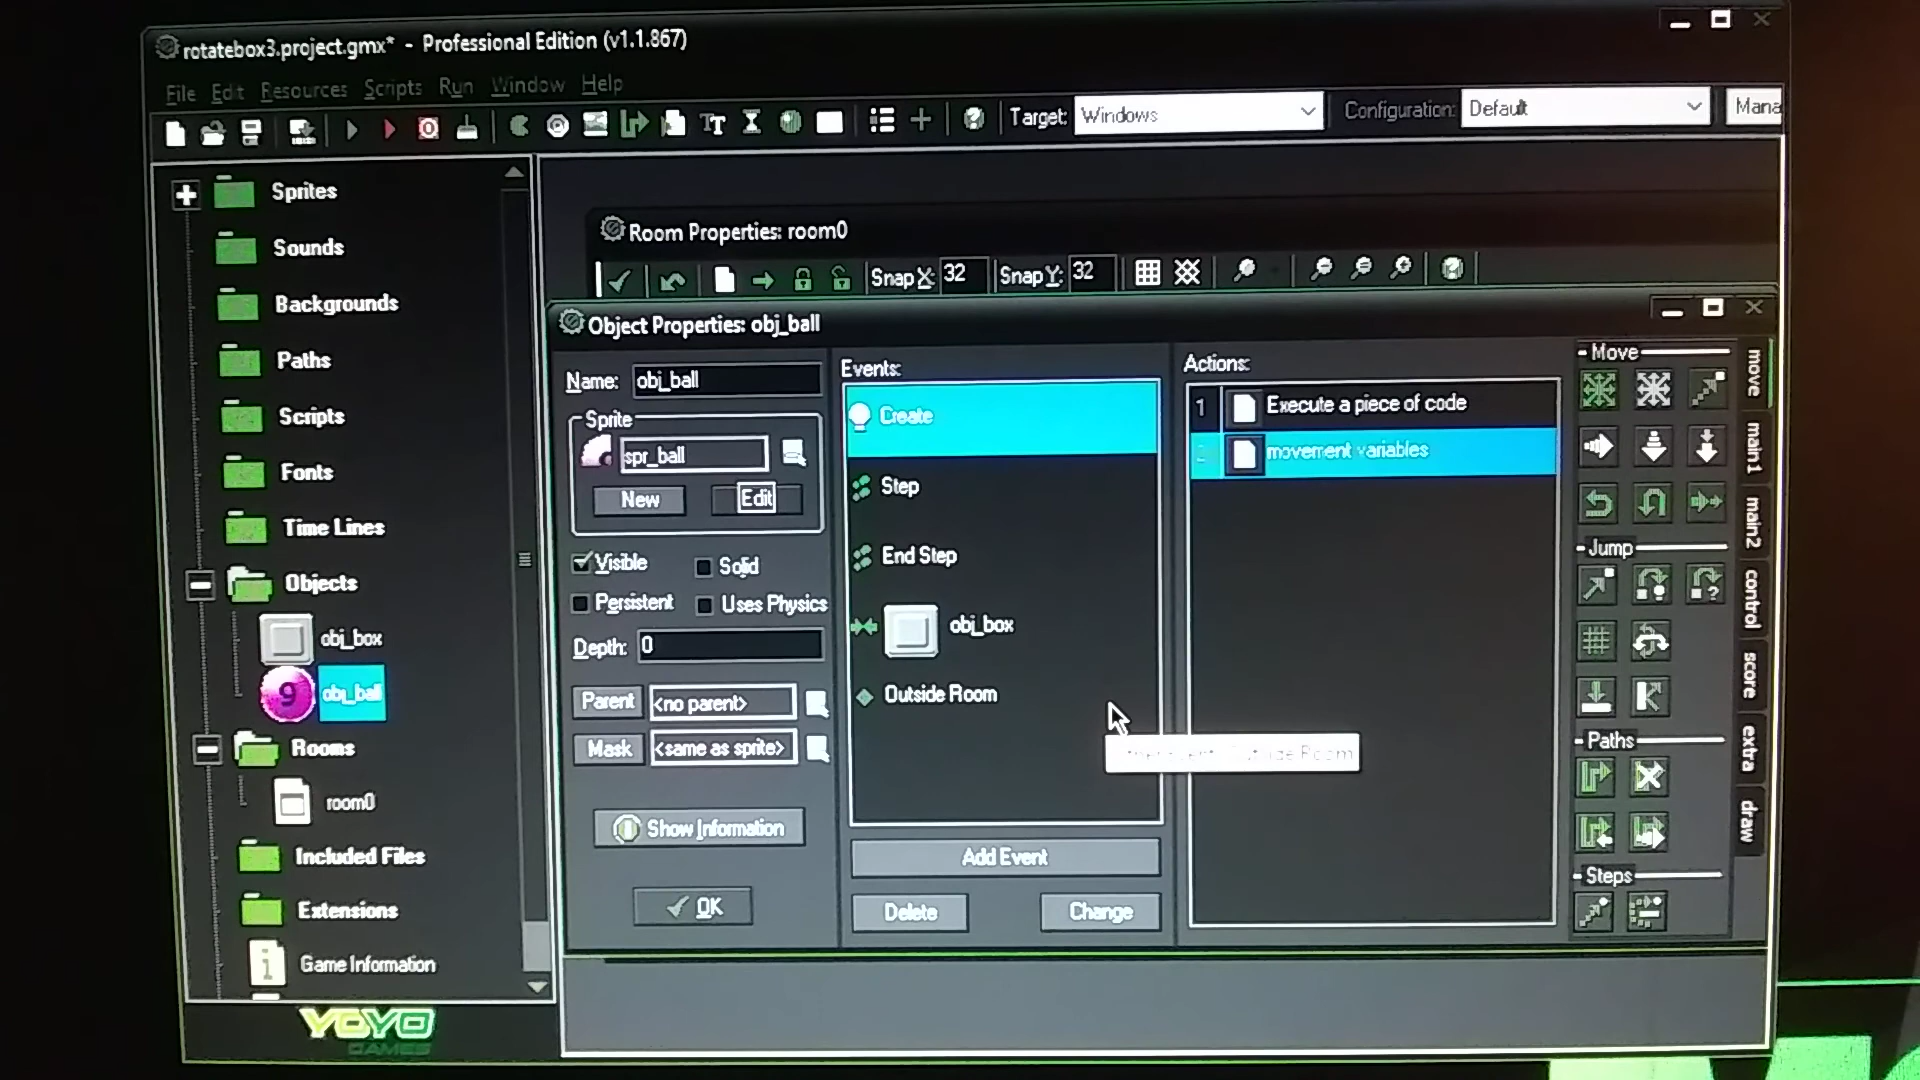 rotatebox3.project.gmx* - Professional Edition (v1.1.867)
File Edit Resources Scripts Run Window Help
Target: Windows Configuration: Default Mana
Sprites
Sounds
Backgrounds
Paths
Scripts
Fonts
Time Lines
Objects
obj_box
9 obj_ball
Rooms
room0
Included Files
Extensions
Game Information
YOYO
GAMES
Room Properties: room0
Snap X: 32 Snap Y: 32
Object Properties: obj_ball
Name: obj_ball
Sprite
spr_ball
New Edit
Visible Solid
Persistent Uses Physics
Depth: 0
Parent <no parent>
Mask <same as sprite>
Show Information
OK
Events:
Create
Step
End Step
obj_box
Outside Room
Add Event
Delete Change
Outside Room
Actions:
1 Execute a piece of code
2 movement variables
Move
Jump
Paths
Steps
move
main1
main2
control
score
extra
draw